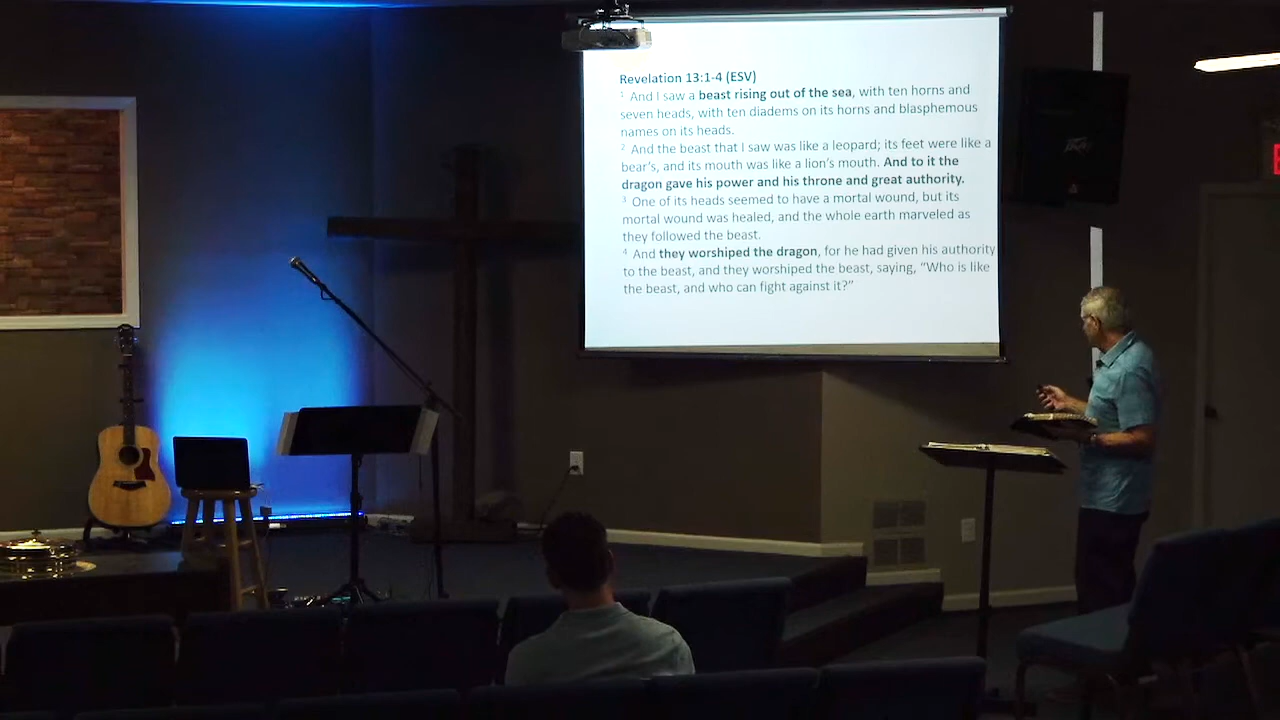 Revelation 13:1-4 (ESV)
1 And I saw a beast rising out of the sea, with ten horns and
seven heads, with ten diadems on its horns and blasphemous
names on its heads.
2 And the beast that I saw was like a leopard; its feet were like a
bear's, and its mouth was like a lion's mouth. And to it the
dragon gave his power and his throne and great authority.
3 One of its heads seemed to have a mortal wound, but its
mortal wound was healed, and the whole earth marveled as
they followed the beast.
4 And they worshiped the dragon, for he had given his authority
to the beast, and they worshiped the beast, saying, “Who is like
the beast, and who can fight against it?”
PEAVEY